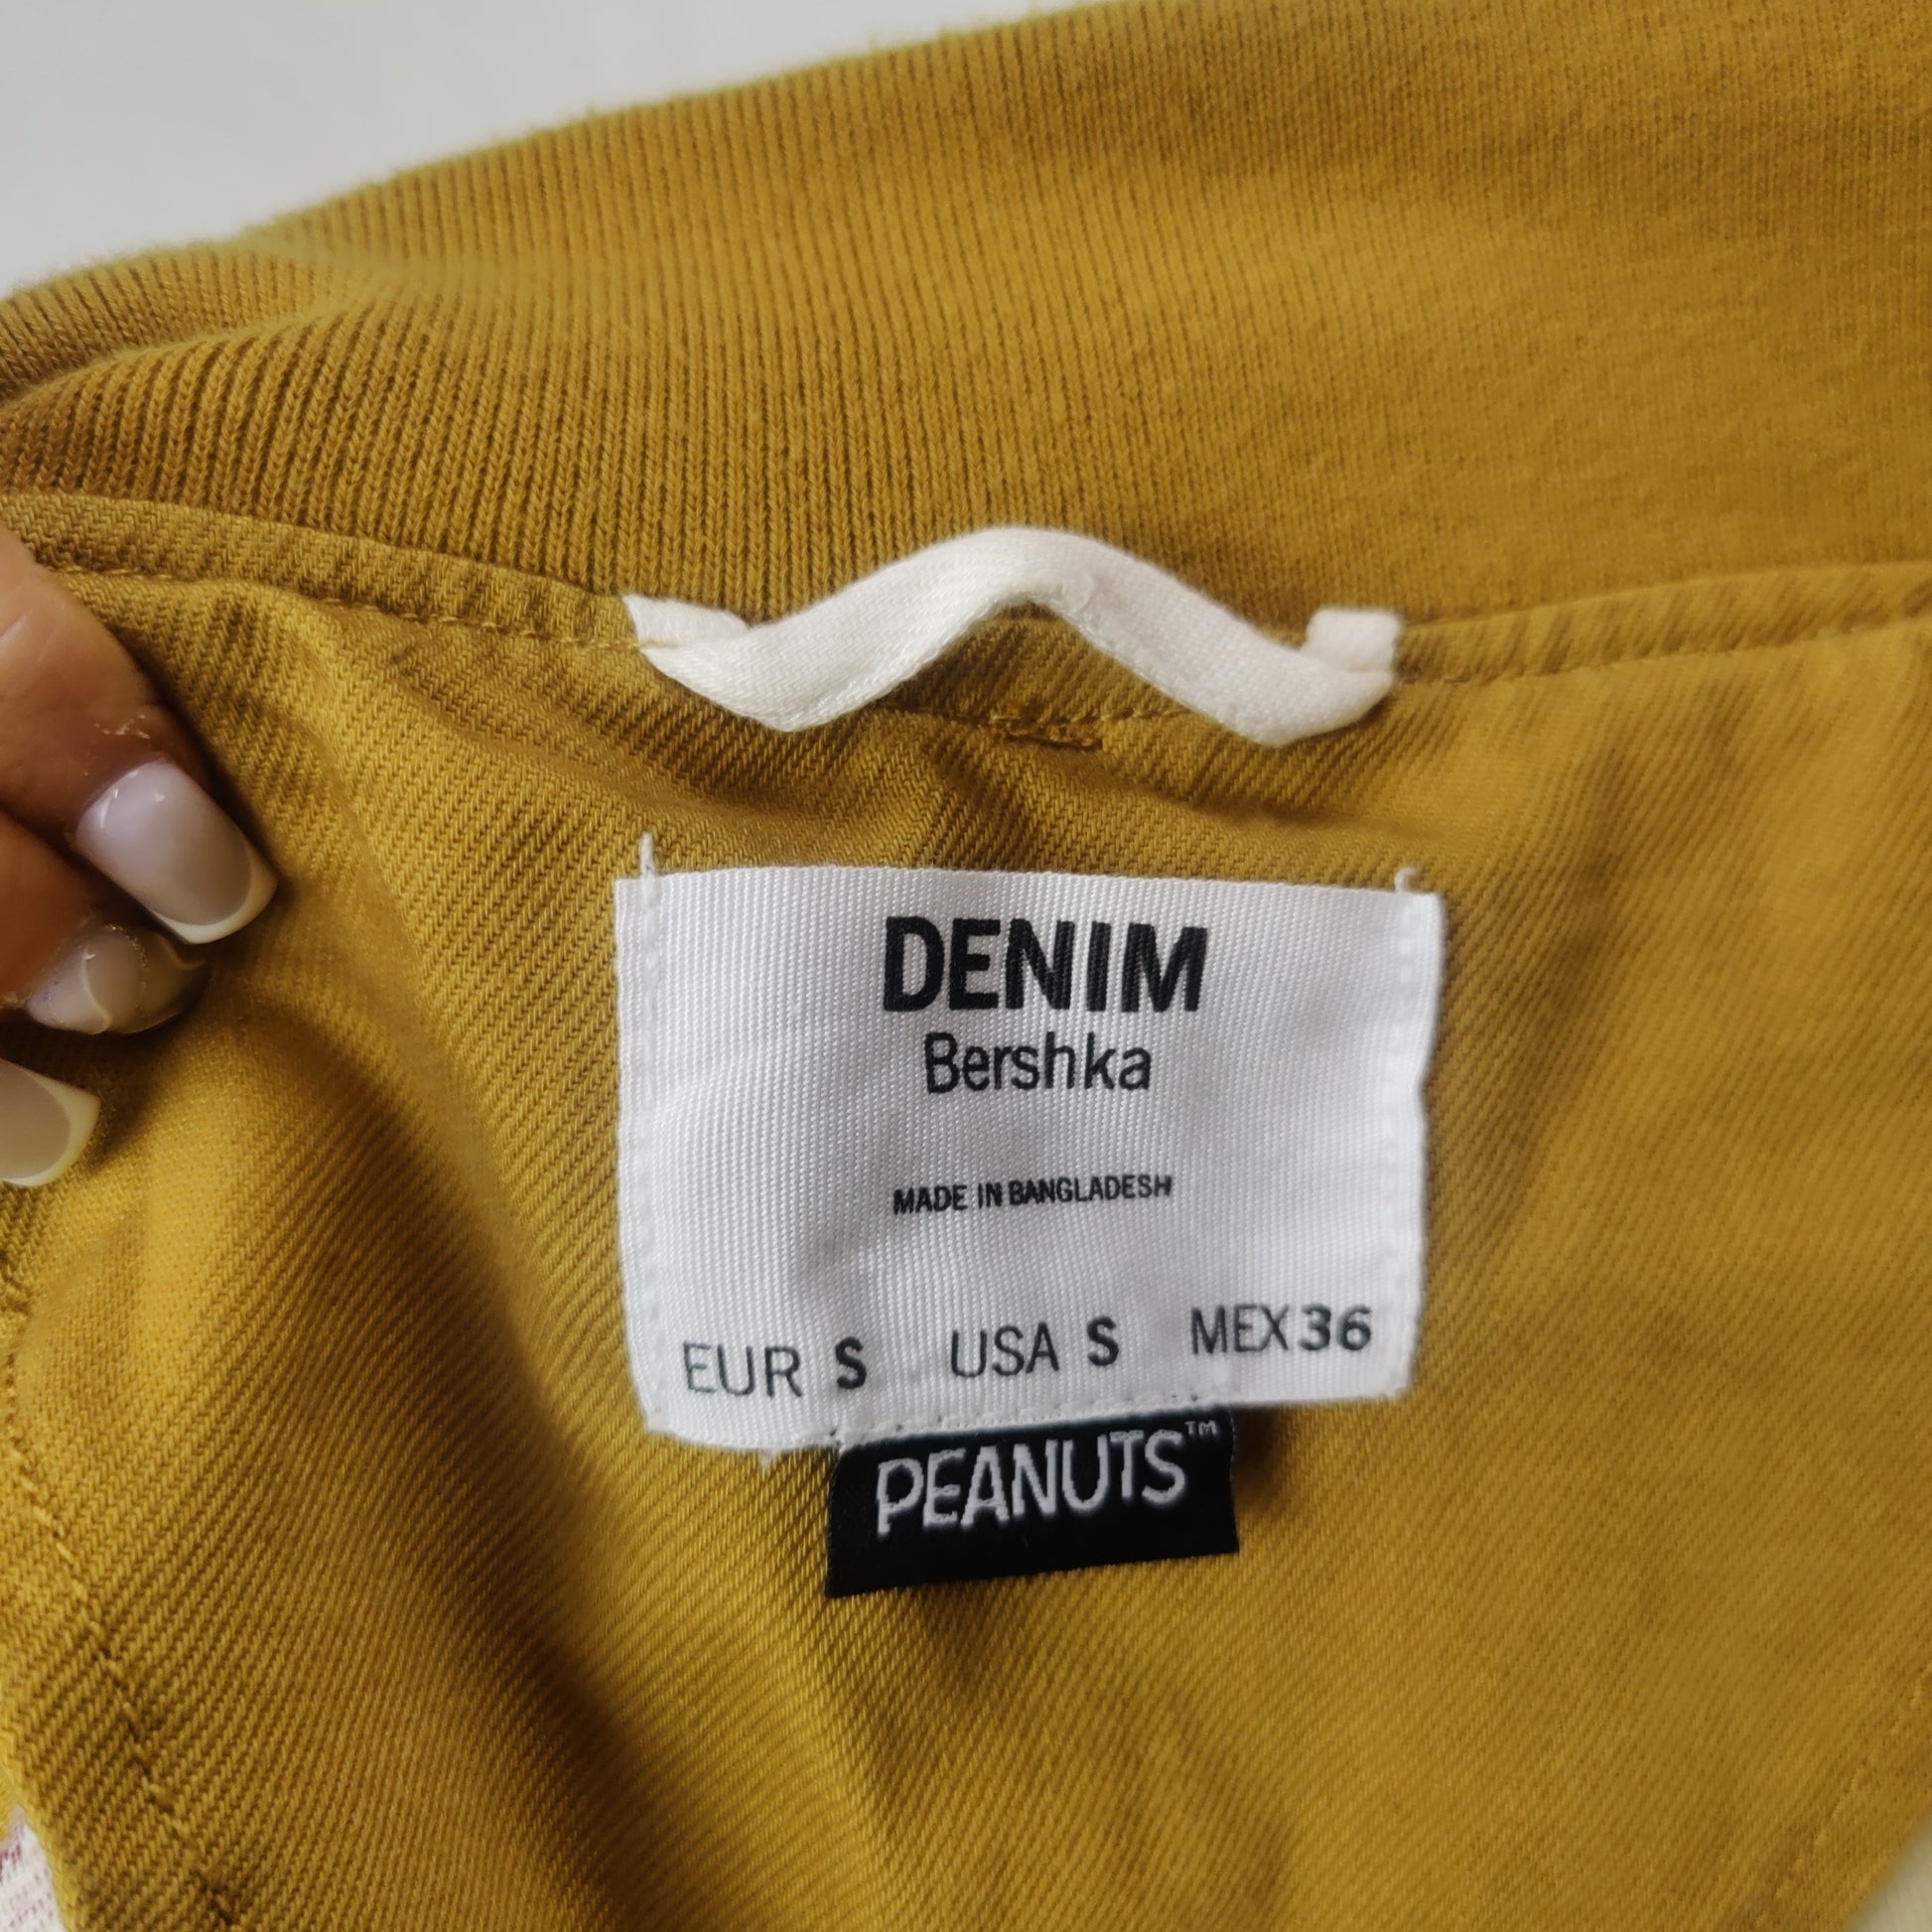 DENIM
Bershka
MADE IN BANGLADESH
EUR S USA S MEX 36
PEANUTS™